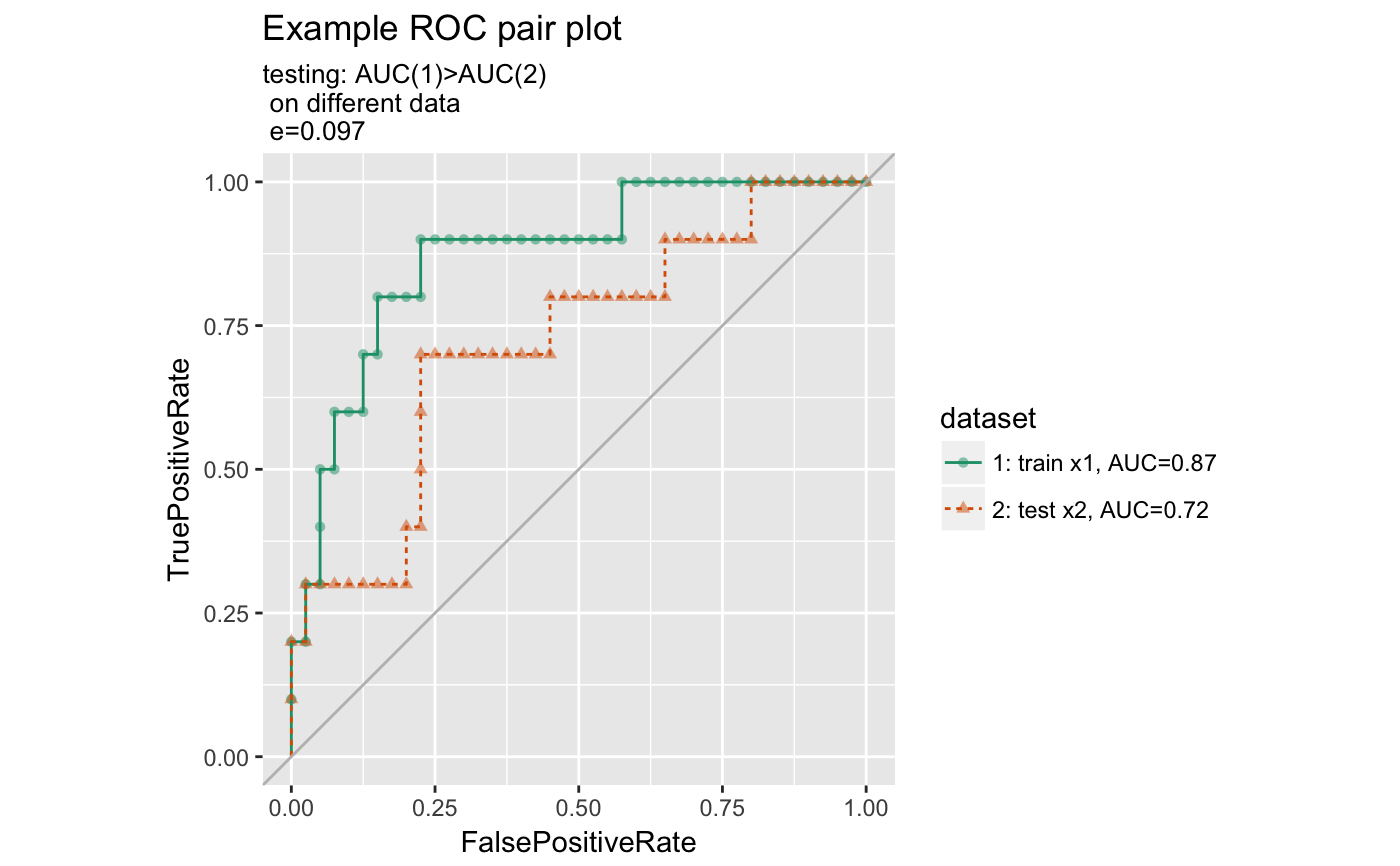 Example ROC pair plot
testing: AUC(1)>AUC(2)
on different data
e=0.097
1.00
0.75
0.50
0.25
0.00
TruePositiveRate
0.00 0.25 0.50 0.75 1.00
FalsePositiveRate
dataset
1: train x1, AUC=0.87
2: test x2, AUC=0.72